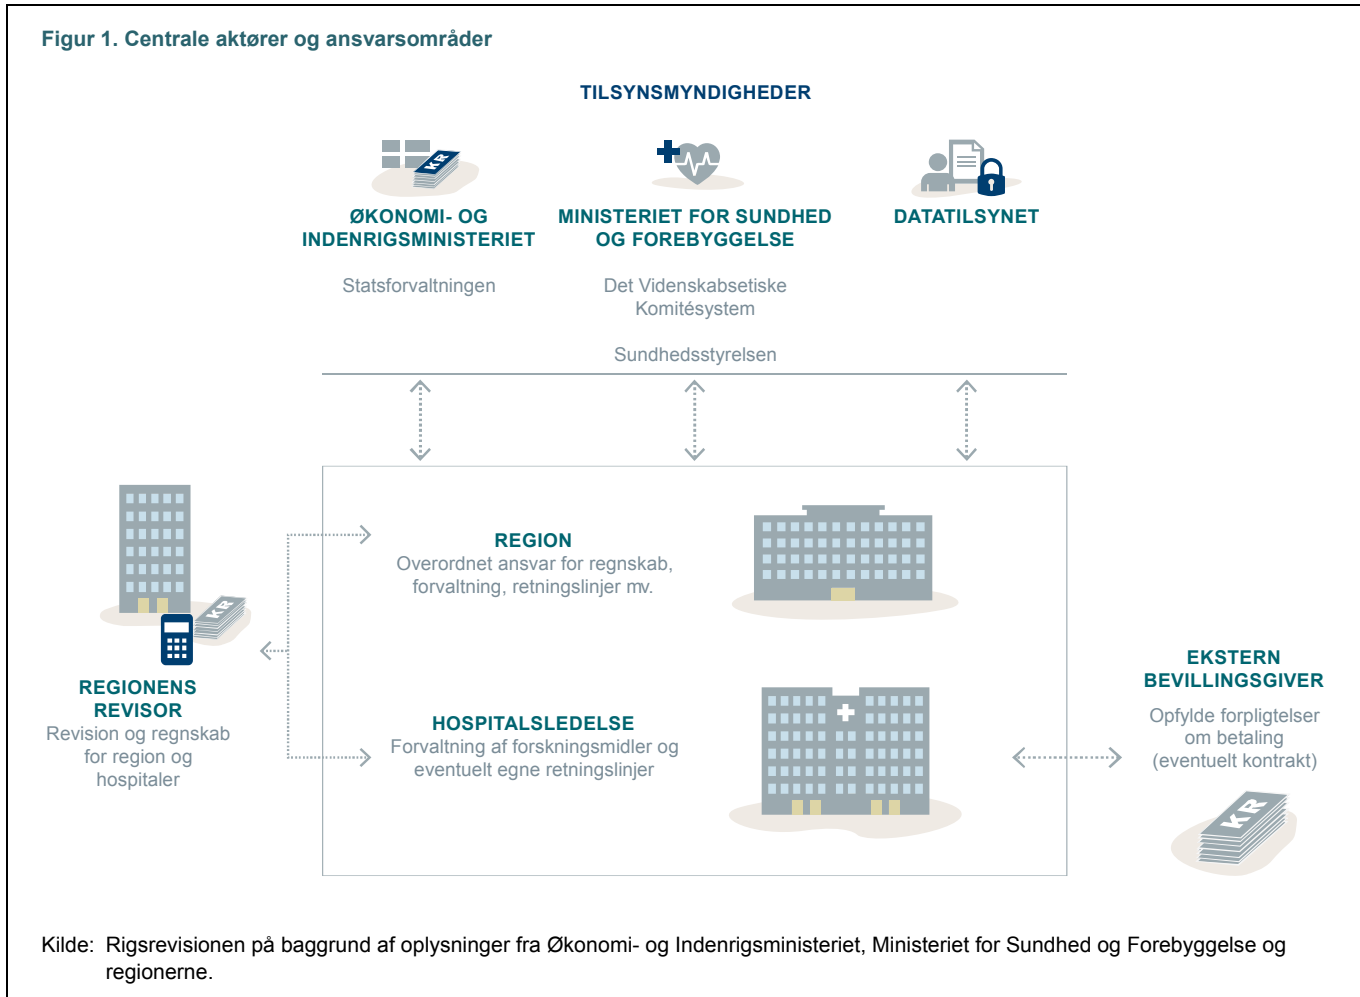 Figur 1. Centrale aktører og ansvarsområder
TILSYNSMYNDIGHEDER
KR
ØKONOMI- OG
INDENRIGSMINISTERIET
Statsforvaltningen
MINISTERIET FOR SUNDHED
OG FOREBYGGELSE
Det Videnskabsetiske
Komitésystem
Sundhedsstyrelsen
DATATILSYNET
KR
REGIONENS
REVISOR
Revision og regnskab
for region og
hospitaler
REGION
Overordnet ansvar for regnskab,
forvaltning, retningslinjer mv.
HOSPITALSLEDELSE
Forvaltning af forskningsmidler og
eventuelt egne retningslinjer
EKSTERN
BEVILLINGSGIVER
Opfylde forpligtelser
om betaling
(eventuelt kontrakt)
KR
Kilde: Rigsrevisionen på baggrund af oplysninger fra Økonomi- og Indenrigsministeriet, Ministeriet for Sundhed og Forebyggelse og
regionerne.